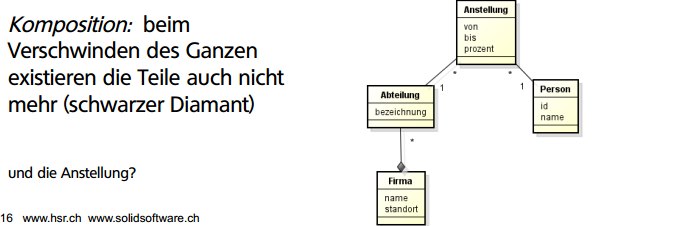 Komposition: beim
Verschwinden des Ganzen
existieren die Teile auch nicht
mehr (schwarzer Diamant)
und die Anstellung?
16 www.hsr.ch www.solidsoftware.ch
Anstellung
von
bis
prozent
*
*
1
1
Abteilung
bezeichnung
Person
id
name
*
Firma
name
standort